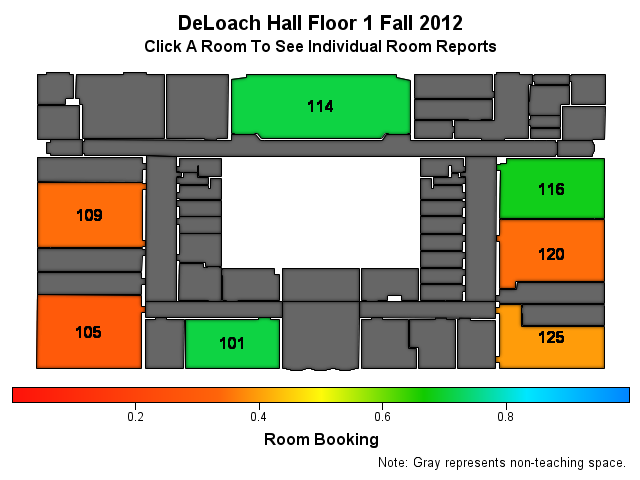 DeLoach Hall Floor 1 Fall 2012
Click A Room To See Individual Room Reports
114
116
109
120
105
101
125
0.2 0.4 0.6 0.8
Room Booking
Note: Gray represents non-teaching space.